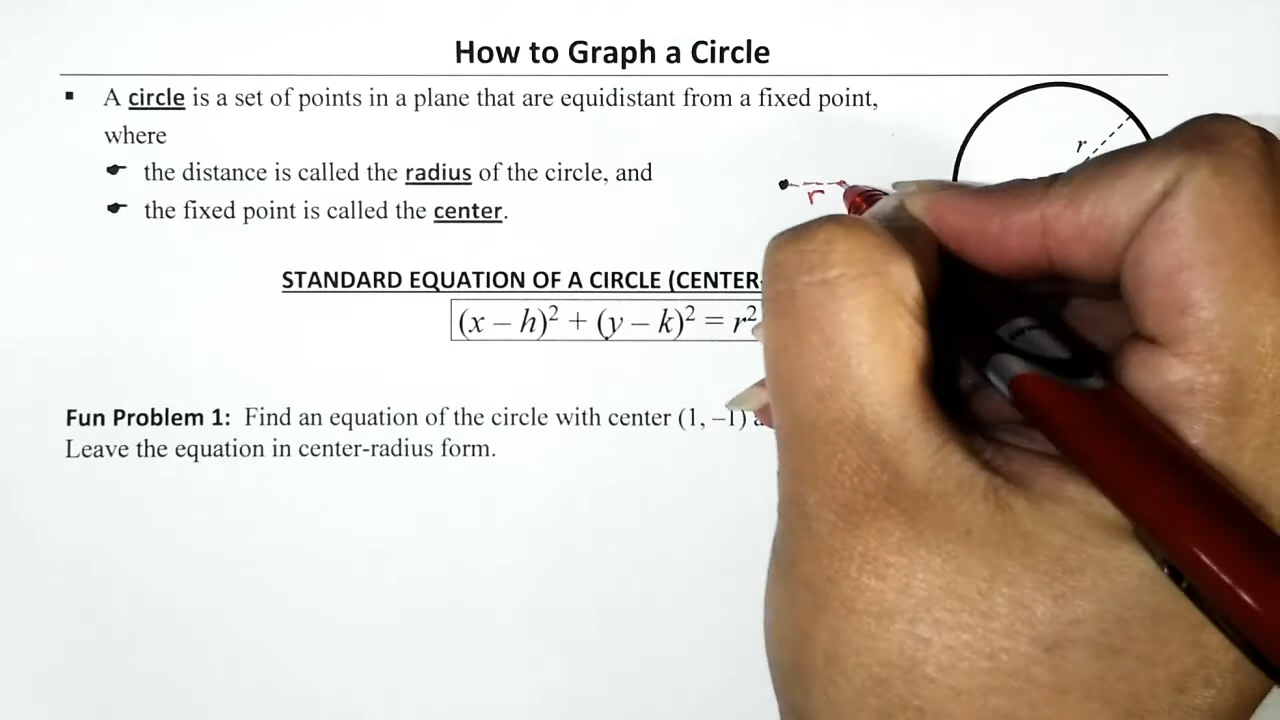 How to Graph a Circle
▪ A circle is a set of points in a plane that are equidistant from a fixed point,
where
☛ the distance is called the radius of the circle, and
☛ the fixed point is called the center.
r
r
STANDARD EQUATION OF A CIRCLE (CENTER-
(x – h)² + (y – k)² = r²
Fun Problem 1: Find an equation of the circle with center (1, –1)
Leave the equation in center-radius form.